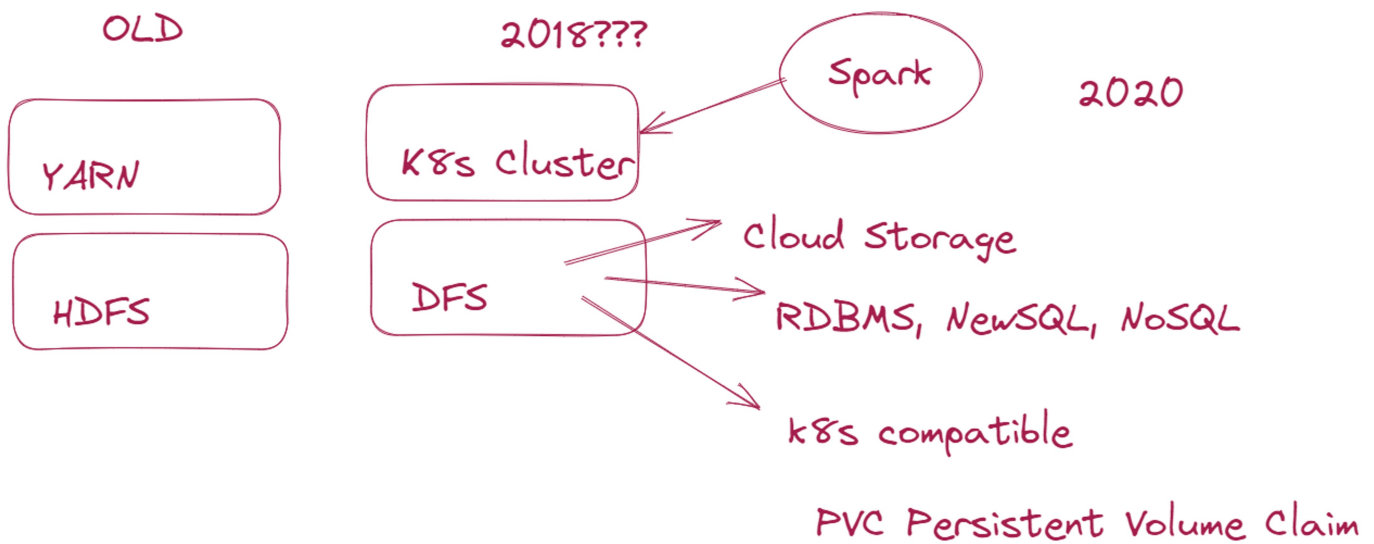 OLD
2018???
Spark
2020
YARN
K8s Cluster
HDFS
DFS
Cloud Storage
RDBMS, NewSQL, NoSQL
k8s compatible
PVC Persistent Volume Claim